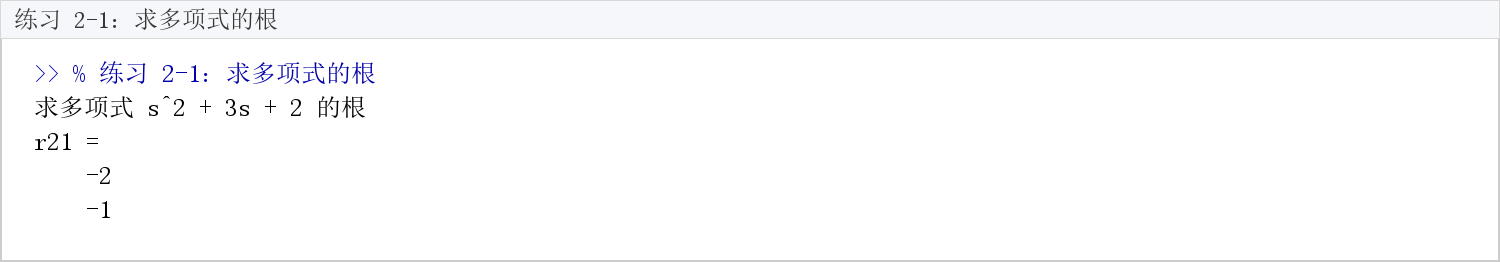 练习 2-1：求多项式的根
>> % 练习 2-1：求多项式的根
求多项式 s^2 + 3s + 2 的根
r21 =
-2
-1